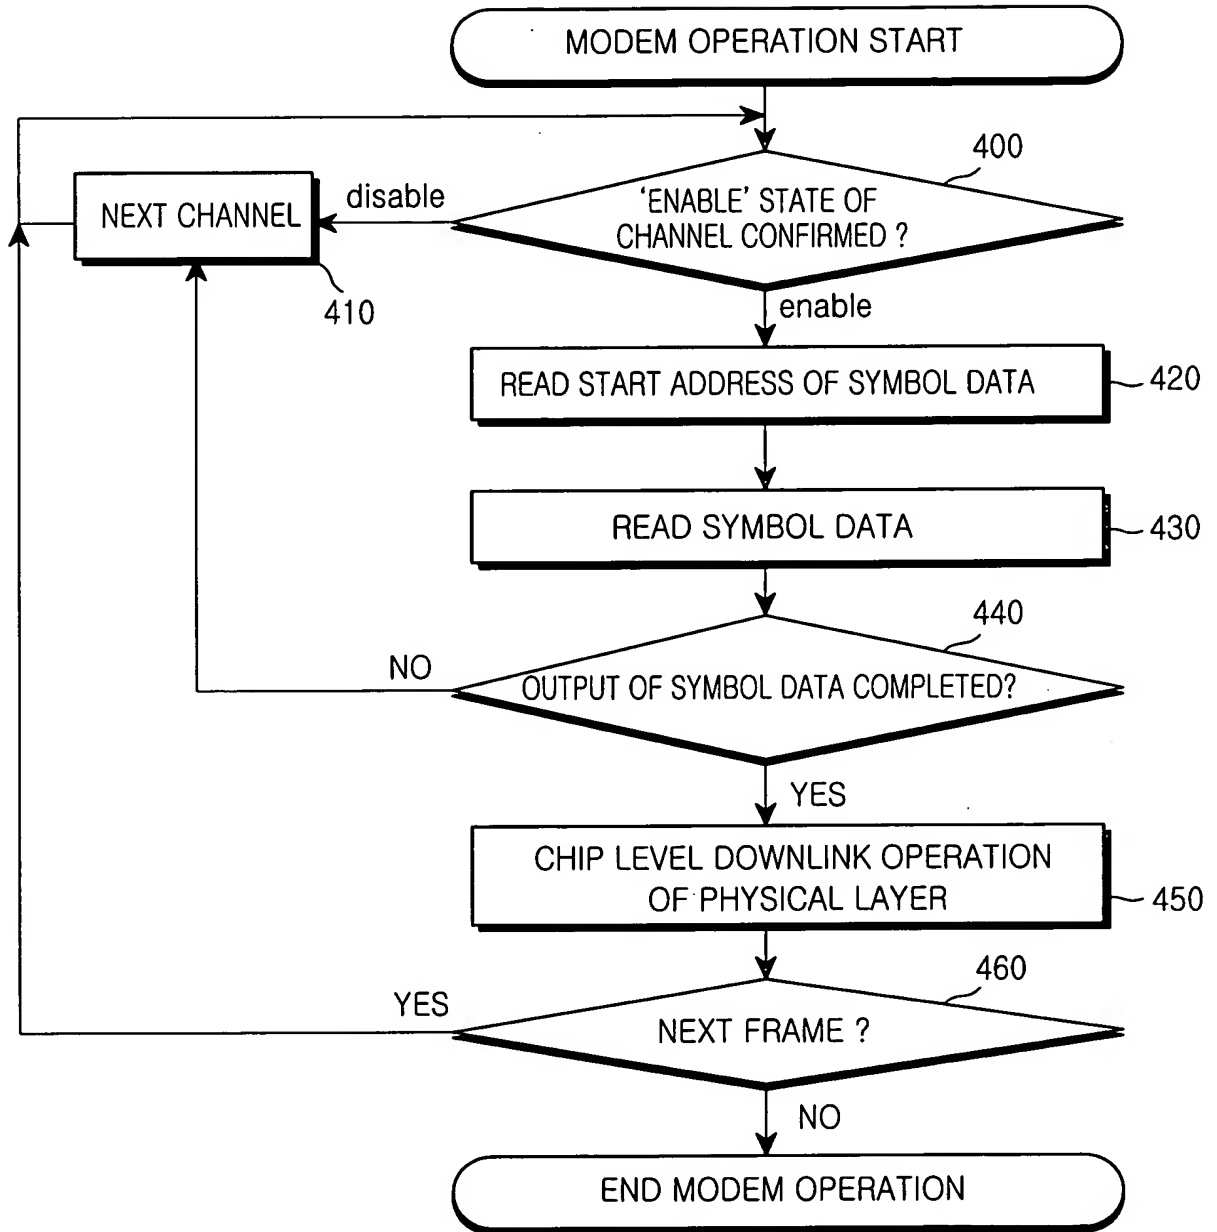 MODEM OPERATION START
400
'ENABLE' STATE OF
CHANNEL CONFIRMED ?
disable
NEXT CHANNEL
410
enable
READ START ADDRESS OF SYMBOL DATA
420
READ SYMBOL DATA
430
440
NO
OUTPUT OF SYMBOL DATA COMPLETED?
YES
CHIP LEVEL DOWNLINK OPERATION
OF PHYSICAL LAYER
450
460
YES
NEXT FRAME ?
NO
END MODEM OPERATION